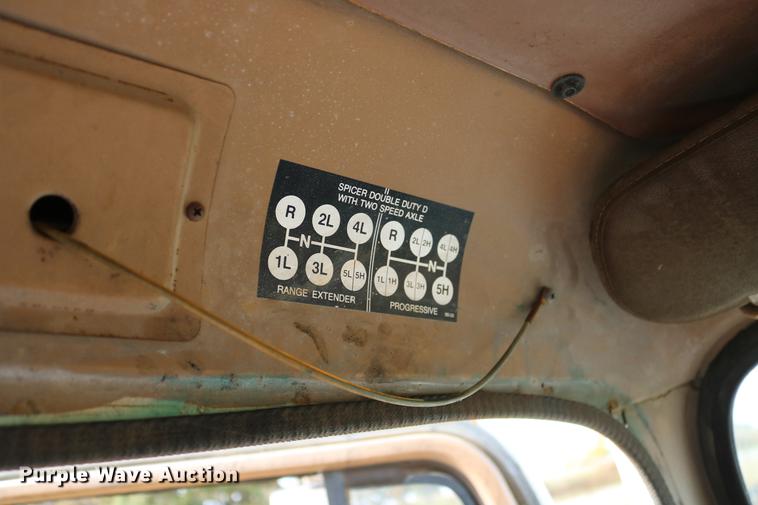 SPICER DOUBLE DUTY D
WITH TWO SPEED AXLE
R 2L 4L
N
1L 3L 5L 5H
RANGE EXTENDER
R 2L 2H 4L 4H
N
1L 1H 3L 3H 5H
PROGRESSIVE
Purple Wave Auction